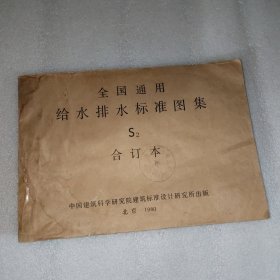 全国通用
给水排水标准图集
S₂
合订本
中国建筑科学研究院建筑标准设计研究所出版
北京 1980